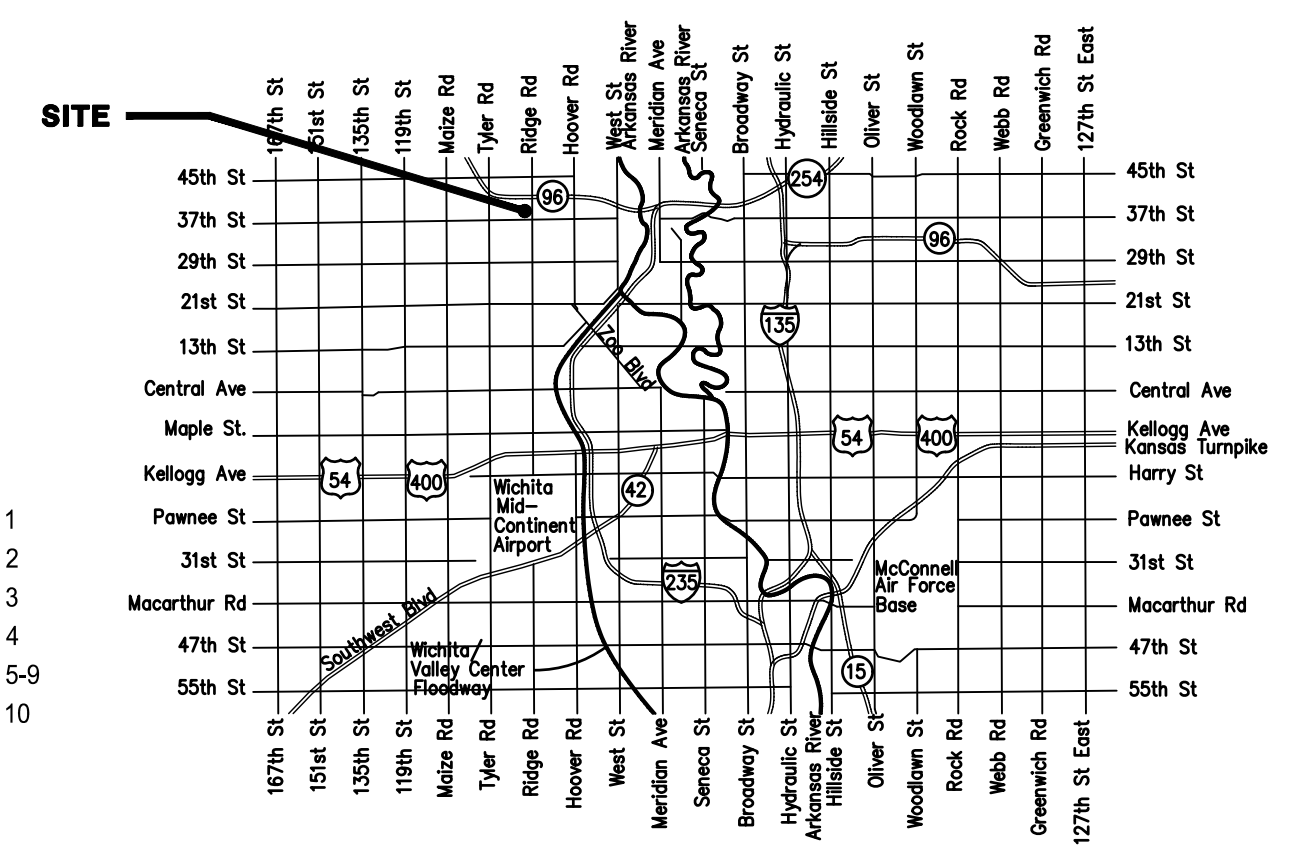 SITE
167th St
151st St
135th St
119th St
Maize Rd
Tyler Rd
Ridge Rd
Hoover Rd
West St
Arkansas River
Meridian Ave
Arkansas River
Seneca St
Broadway St
Hydraulic St
Hillside St
Oliver St
Woodlawn St
Rock Rd
Webb Rd
Greenwich Rd
127th St East
45th St
37th St
29th St
21st St
13th St
Central Ave
Maple St.
Kellogg Ave
Pawnee St
31st St
Macarthur Rd
47th St
55th St
1
2
3
4
5-9
10
96
254
96
135
Zoo Blvd
54
400
54
400
42
Wichita
Mid-
Continent
Airport
235
McConnell
Air Force
Base
Southwest Blvd
Wichita/
Valley Center
Floodway
15
45th St
37th St
29th St
21st St
13th St
Central Ave
Kellogg Ave
Kansas Turnpike
Harry St
Pawnee St
31st St
Macarthur Rd
47th St
55th St
167th St
151st St
135th St
119th St
Maize Rd
Tyler Rd
Ridge Rd
Hoover Rd
West St
Meridian Ave
Seneca St
Broadway St
Hydraulic St
Arkansas River
Hillside St
Oliver St
Woodlawn St
Rock Rd
Webb Rd
Greenwich Rd
127th St East